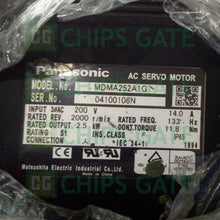 CHIPS GATE
Panasonic
AC SERVO MOTOR
MODEL No. MDMA252A1G
SER.No. 04100106N
INPUT 3ΦAC 200 V 14.0 A
REV. RATED 2000 r/min RATED FREQ. 133 Hz
RATED OUTPUT 2.5 kW CONT.TORQUE 11.8 Nm
RATING S1 INS. F IP65
IEC 34-1: 1994
Matsushita Electric Industrial Co., Ltd.